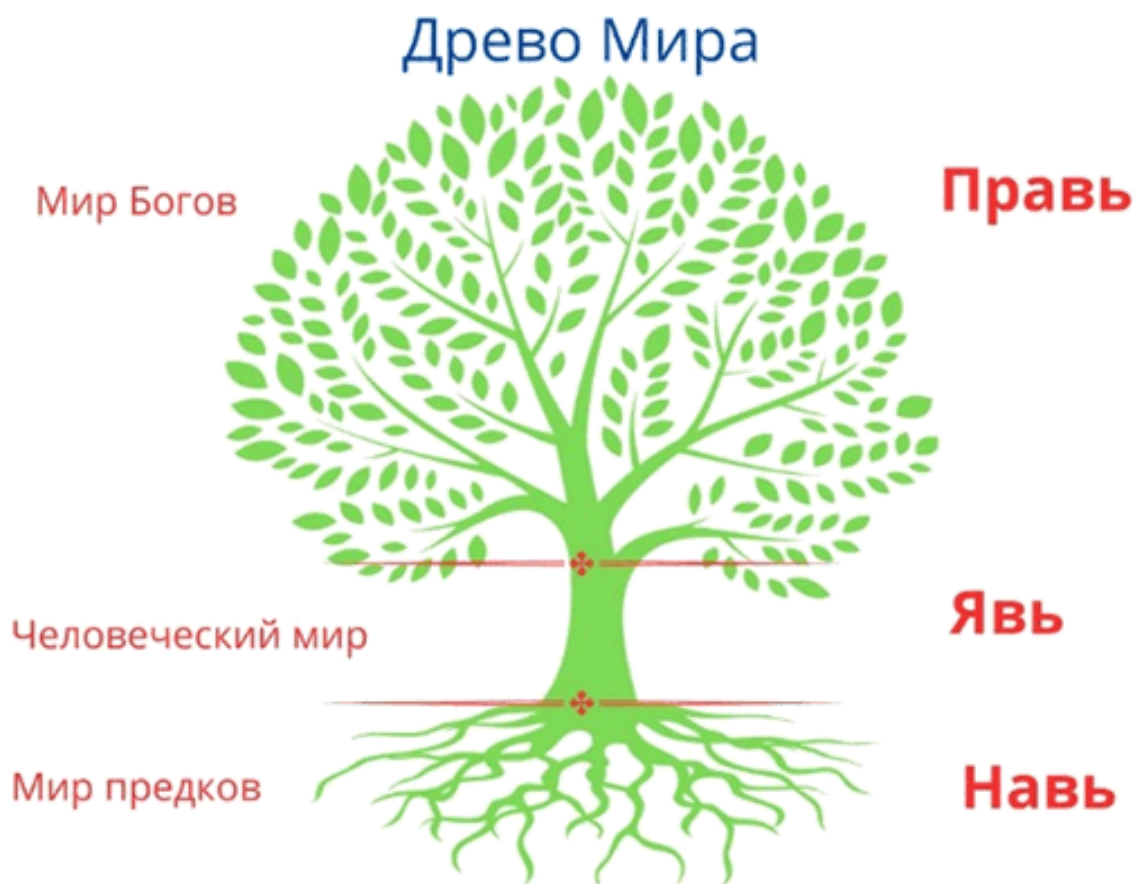 Древо Мира
Мир Богов
Правь
Человеческий мир
Явь
Мир предков
Навь